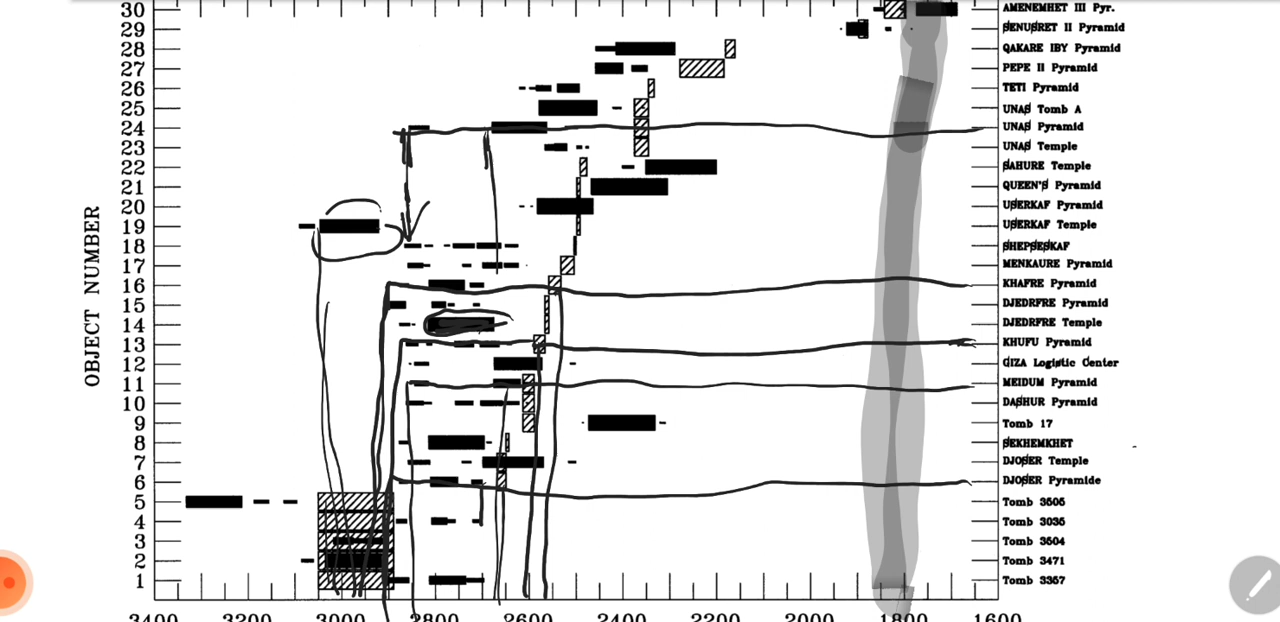 30 AMENEMHET III Pyr.
29 SENUSRET II Pyramid
28 QAKARE IBY Pyramid
27 PEPE II Pyramid
26 TETI Pyramid
25 UNAS Tomb A
24 UNAS Pyramid
23 UNAS Temple
22 SAHURE Temple
21 QUEEN'S Pyramid
20 USERKAF Pyramid
19 USERKAF Temple
18 SHEPSESKAF
17 MENKAURE Pyramid
16 KHAFRE Pyramid
15 DJEDRFRE Pyramid
14 DJEDRFRE Temple
13 KHUFU Pyramid
12 GIZA Logistic Center
11 MEIDUM Pyramid
10 DASHUR Pyramid
9 Tomb 17
8 SEKHEMKHET
7 DJOSER Temple
6 DJOSER Pyramide
5 Tomb 3505
4 Tomb 3035
3 Tomb 3504
2 Tomb 3471
1 Tomb 3357
OBJECT NUMBER
3400 3200 3000 2800 2600 2400 2200 2000 1800 1600